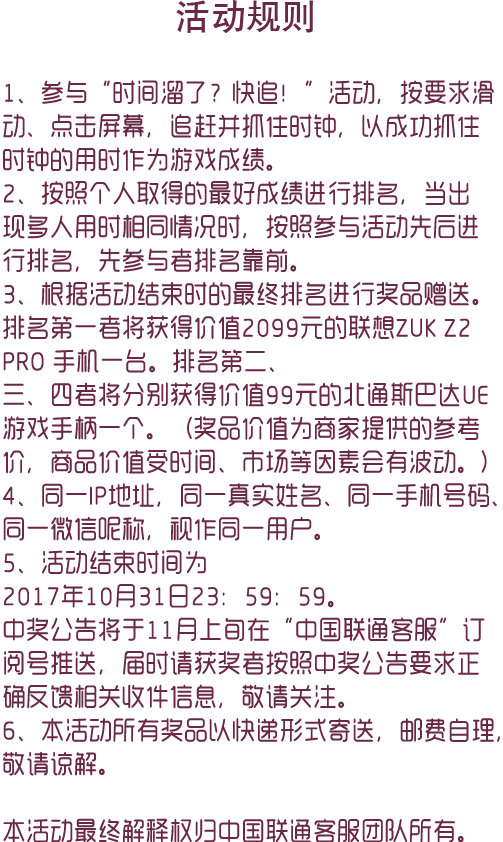 活动规则
1、参与“时间溜了？快追！”活动，按要求滑
动、点击屏幕，追赶并抓住时钟，以成功抓住
时钟的用时作为游戏成绩。
2、按照个人取得的最好成绩进行排名，当出
现多人用时相同情况时，按照参与活动先后进
行排名，先参与者排名靠前。
3、根据活动结束时的最终排名进行奖品赠送。
排名第一者将获得价值2099元的联想ZUK Z2
PRO 手机一台。排名第二、
三、四者将分别获得价值99元的北通斯巴达UE
游戏手柄一个。（奖品价值为商家提供的参考
价，商品价值受时间、市场等因素会有波动。）
4、同一IP地址，同一真实姓名、同一手机号码、
同一微信昵称，视作同一用户。
5、活动结束时间为
2017年10月31日23：59：59。
中奖公告将于11月上旬在“中国联通客服”订
阅号推送，届时请获奖者按照中奖公告要求正
确反馈相关收件信息，敬请关注。
6、本活动所有奖品以快递形式寄送，邮费自理，
敬请谅解。
本活动最终解释权归中国联通客服团队所有。